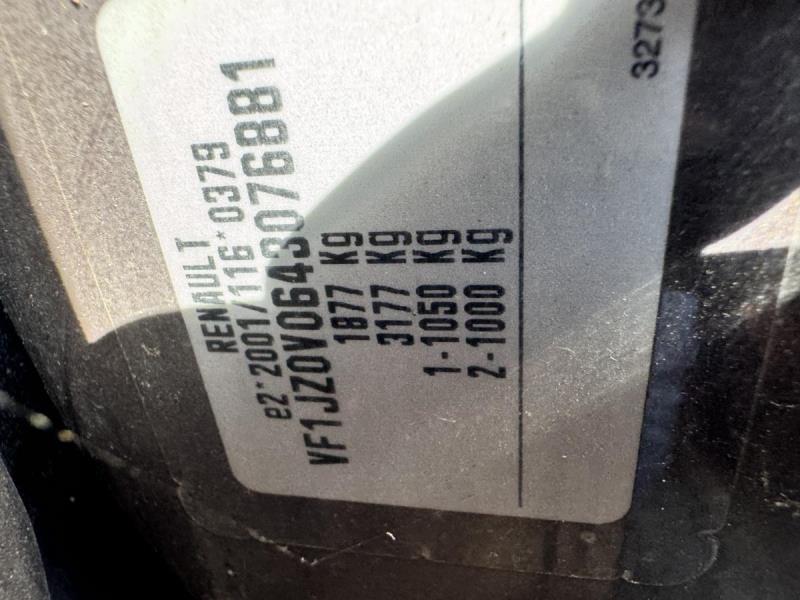 RENAULT
e2*2001/116*0379
VF1JZ0V0643076881
1877 Kg
3177 Kg
1-1050 Kg
2-1000 Kg
3273